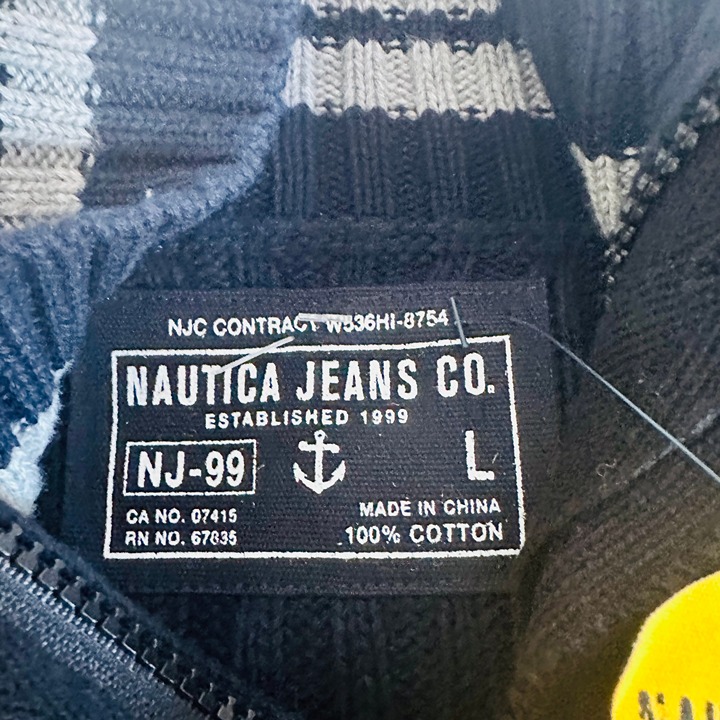 NJC CONTRACT W836HI-8754
NAUTICA JEANS CO.
ESTABLISHED 1999
NJ-99
L
CA NO. 07415
RN NO. 67835
MADE IN CHINA
100% COTTON